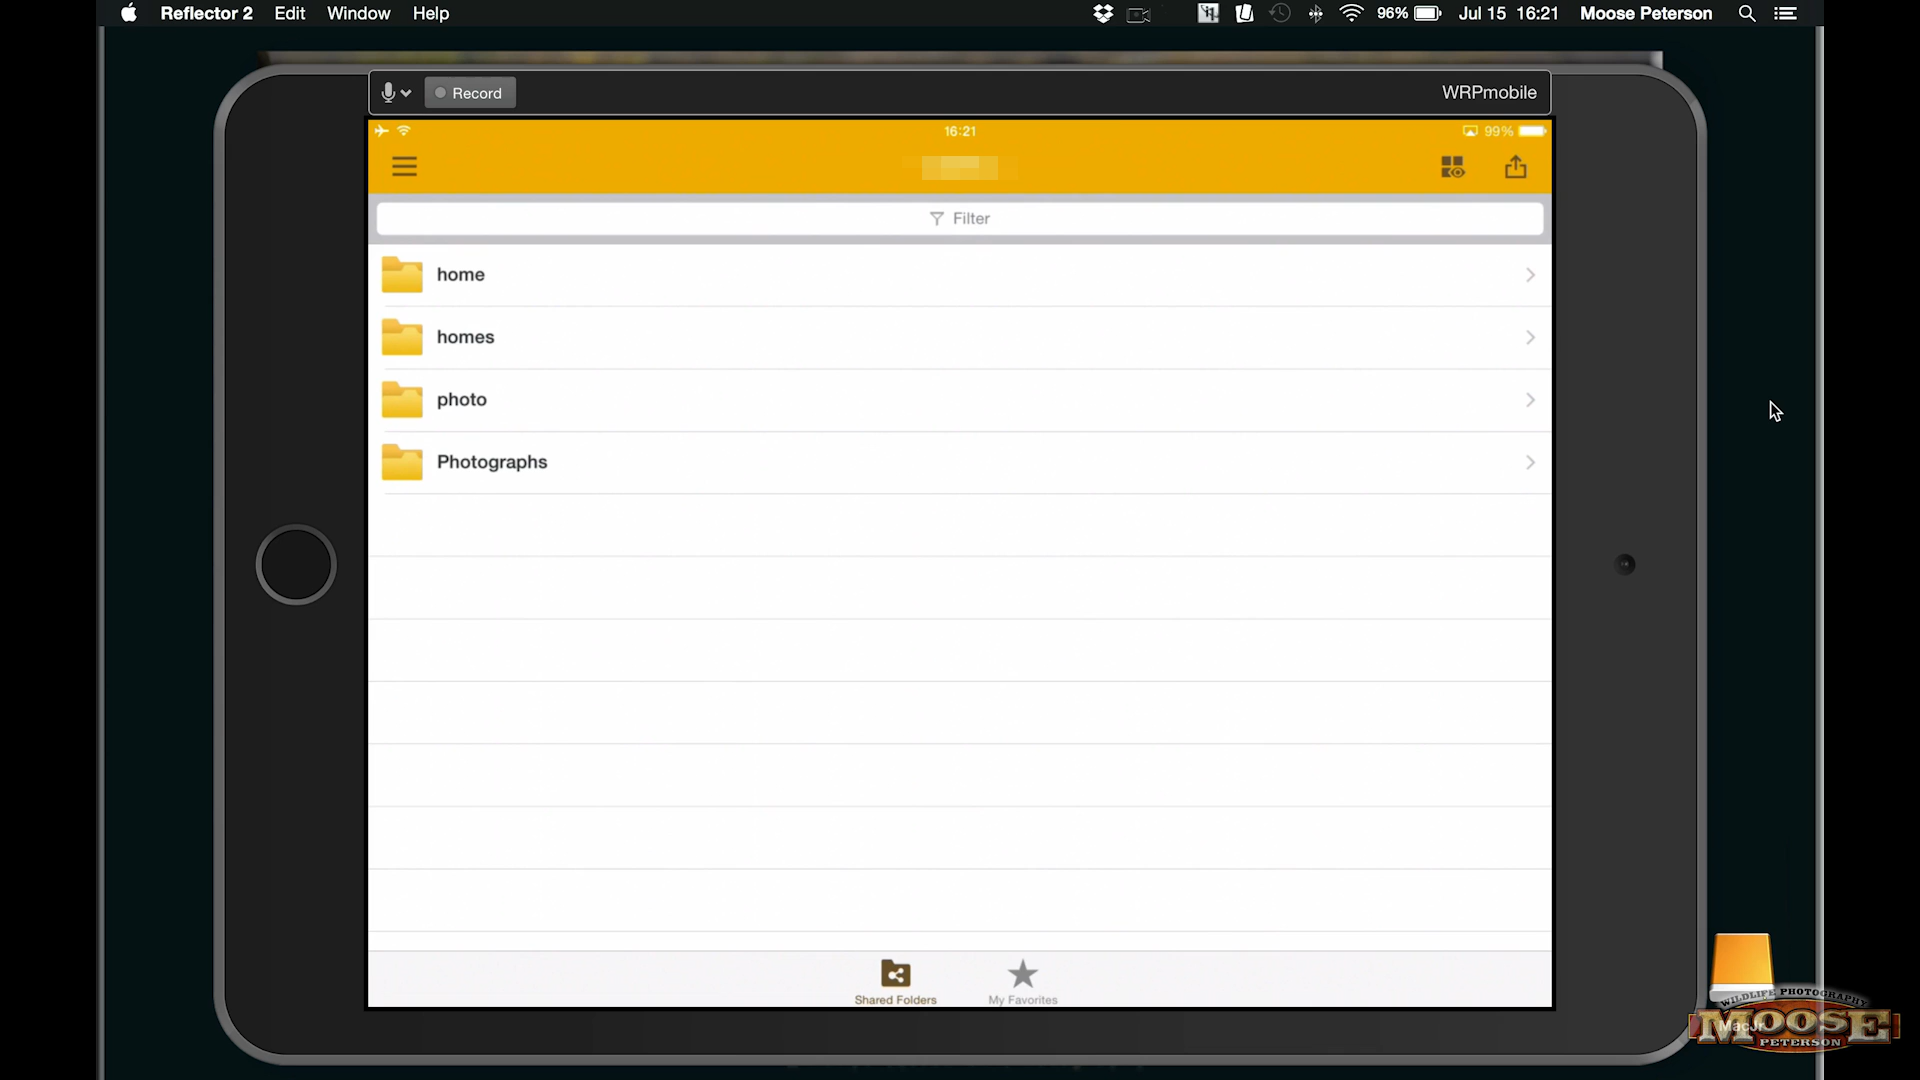 Reflector 2 Edit Window Help 96% Jul 15 16:21 Moose Peterson
Record WRPmobile
16:21 99%
Filter
home
homes
photo
Photographs
Shared Folders My Favorites
WILDLIFE PHOTOGRAPHY
MOOSE
PETERSON